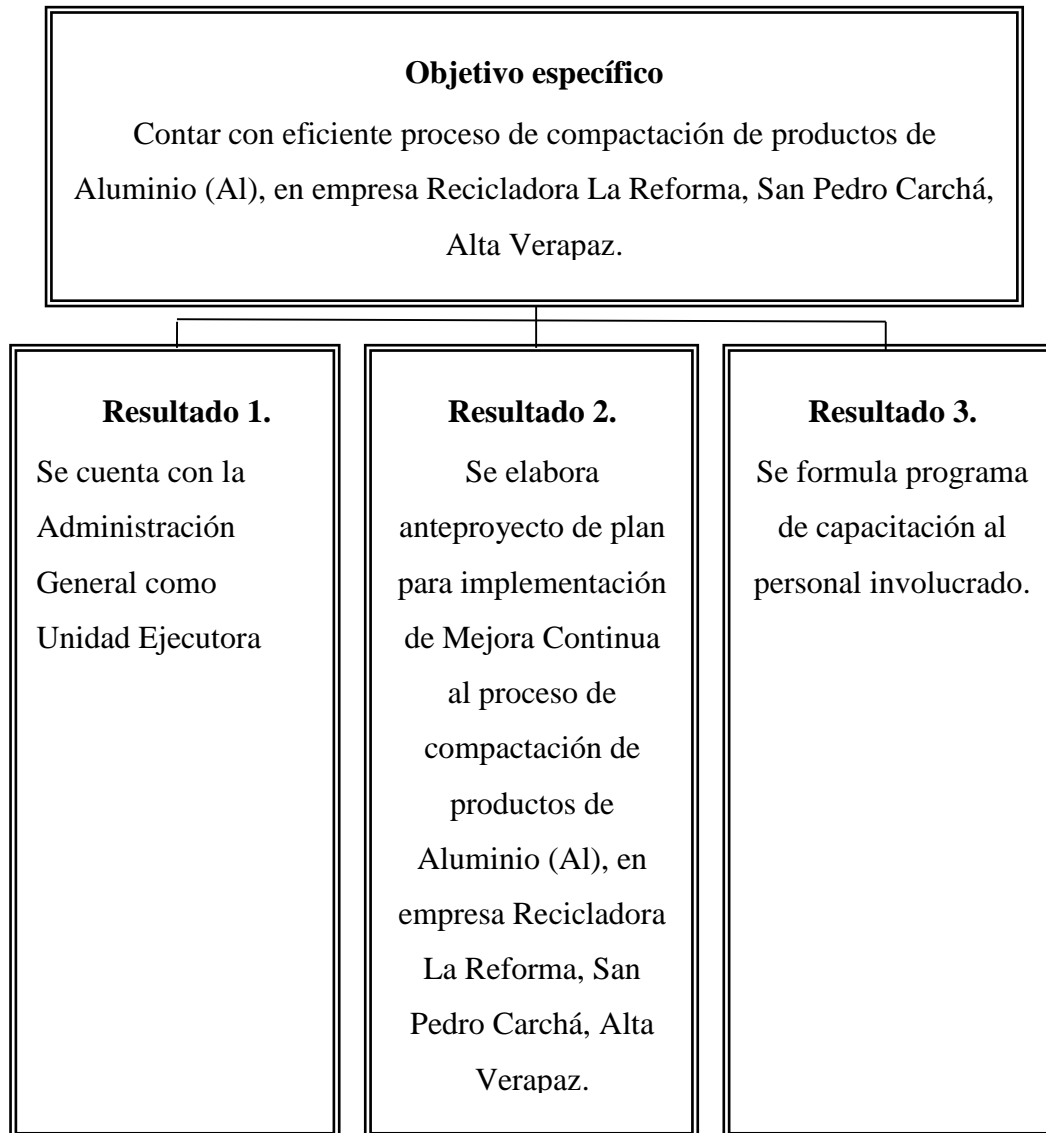 Objetivo específico
Contar con eficiente proceso de compactación de productos de
Aluminio (Al), en empresa Recicladora La Reforma, San Pedro Carchá,
Alta Verapaz.
Resultado 1.
Se cuenta con la
Administración
General como
Unidad Ejecutora
Resultado 2.
Se elabora
anteproyecto de plan
para implementación
de Mejora Continua
al proceso de
compactación de
productos de
Aluminio (Al), en
empresa Recicladora
La Reforma, San
Pedro Carchá, Alta
Verapaz.
Resultado 3.
Se formula programa
de capacitación al
personal involucrado.